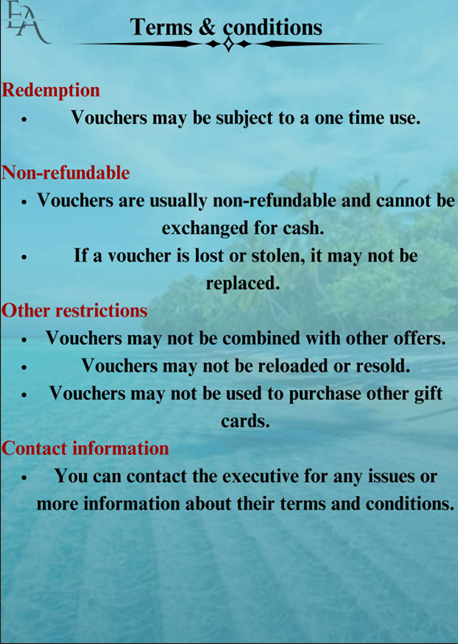 EA
Terms & conditions
Redemption
• Vouchers may be subject to a one time use.
Non-refundable
• Vouchers are usually non-refundable and cannot be
exchanged for cash.
• If a voucher is lost or stolen, it may not be
replaced.
Other restrictions
• Vouchers may not be combined with other offers.
• Vouchers may not be reloaded or resold.
• Vouchers may not be used to purchase other gift
cards.
Contact information
• You can contact the executive for any issues or
more information about their terms and conditions.